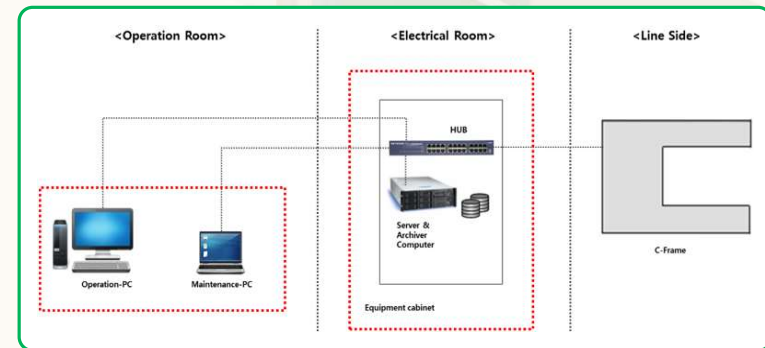 <Operation Room>
<Electrical Room>
<Line Side>
HUB
Server &
Archiver
Computer
Operation-PC
Maintenance-PC
Equipment cabinet
C-Frame